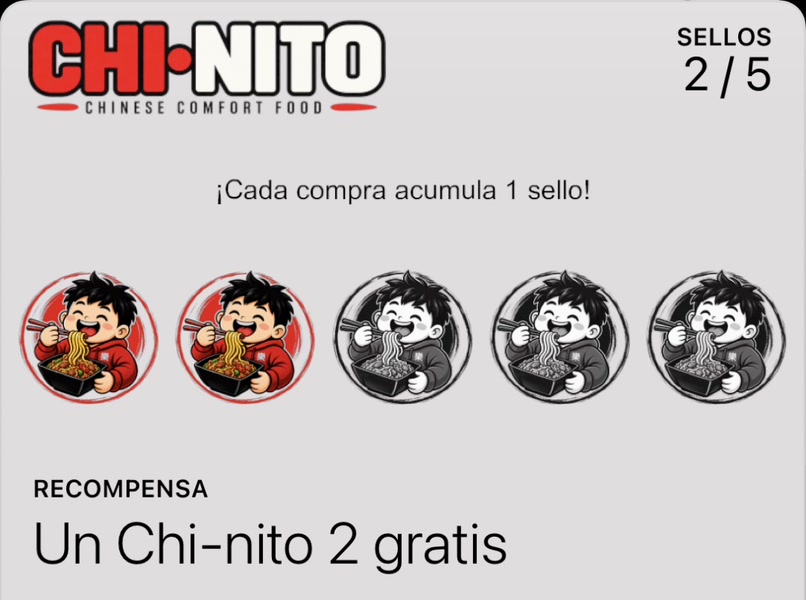 CHI•NITO
CHINESE COMFORT FOOD
SELLOS
2 / 5
¡Cada compra acumula 1 sello!
RECOMPENSA
Un Chi-nito 2 gratis